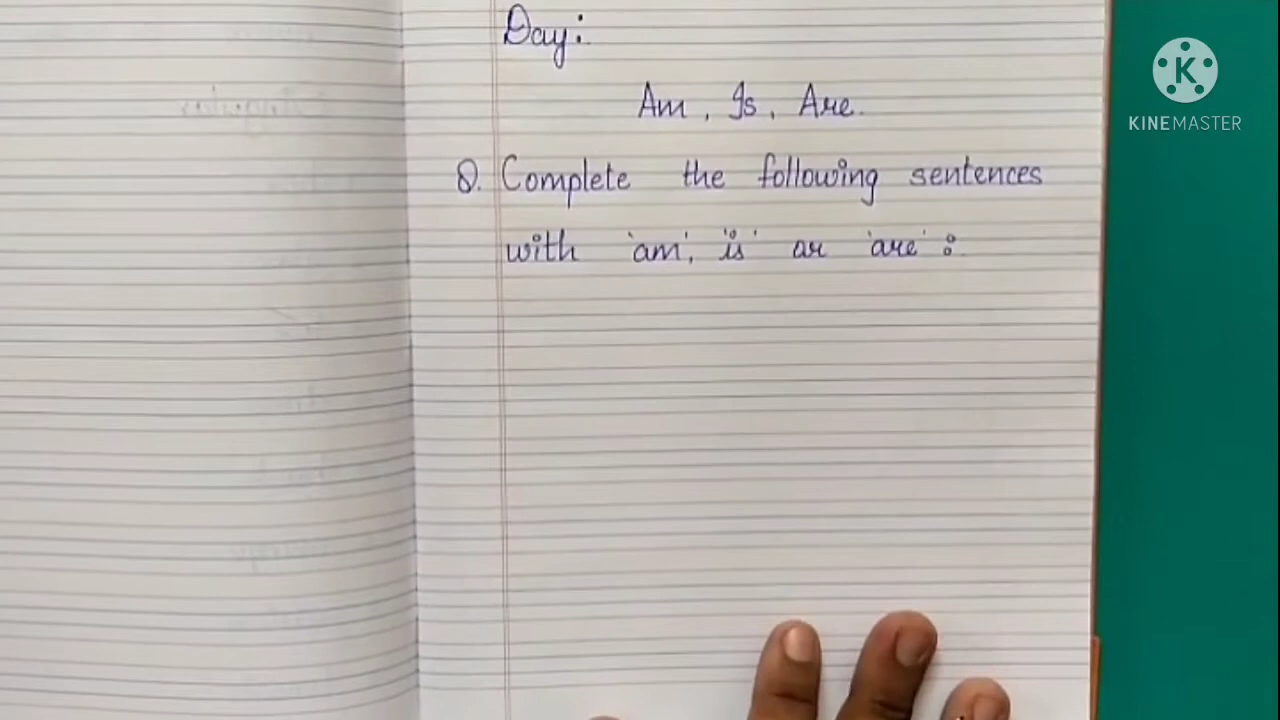 Day:
Am, Is, Are.
Q. Complete the following sentences
with 'am', 'is' or 'are':
K
KINEMASTER